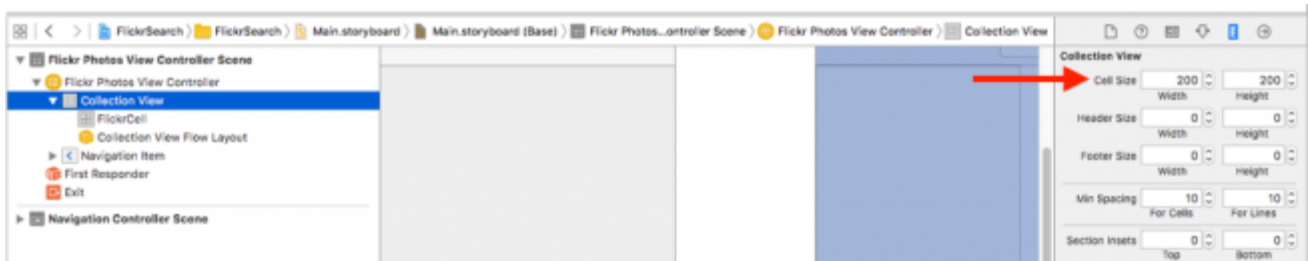 FlickrSearch FlickrSearch Main.storyboard Main.storyboard (Base) Flickr Photos...ontroller Scene Flickr Photos View Controller Collection View
Flickr Photos View Controller Scene
Flickr Photos View Controller
Collection View
FlickrCell
Collection View Flow Layout
Navigation Item
First Responder
Exit
Navigation Controller Scene
Collection View
Cell Size 200 200
Width Height
Header Size 0 0
Width Height
Footer Size 0 0
Width Height
Min Spacing 10 10
For Cells For Lines
Section Insets 0 0
Top Bottom